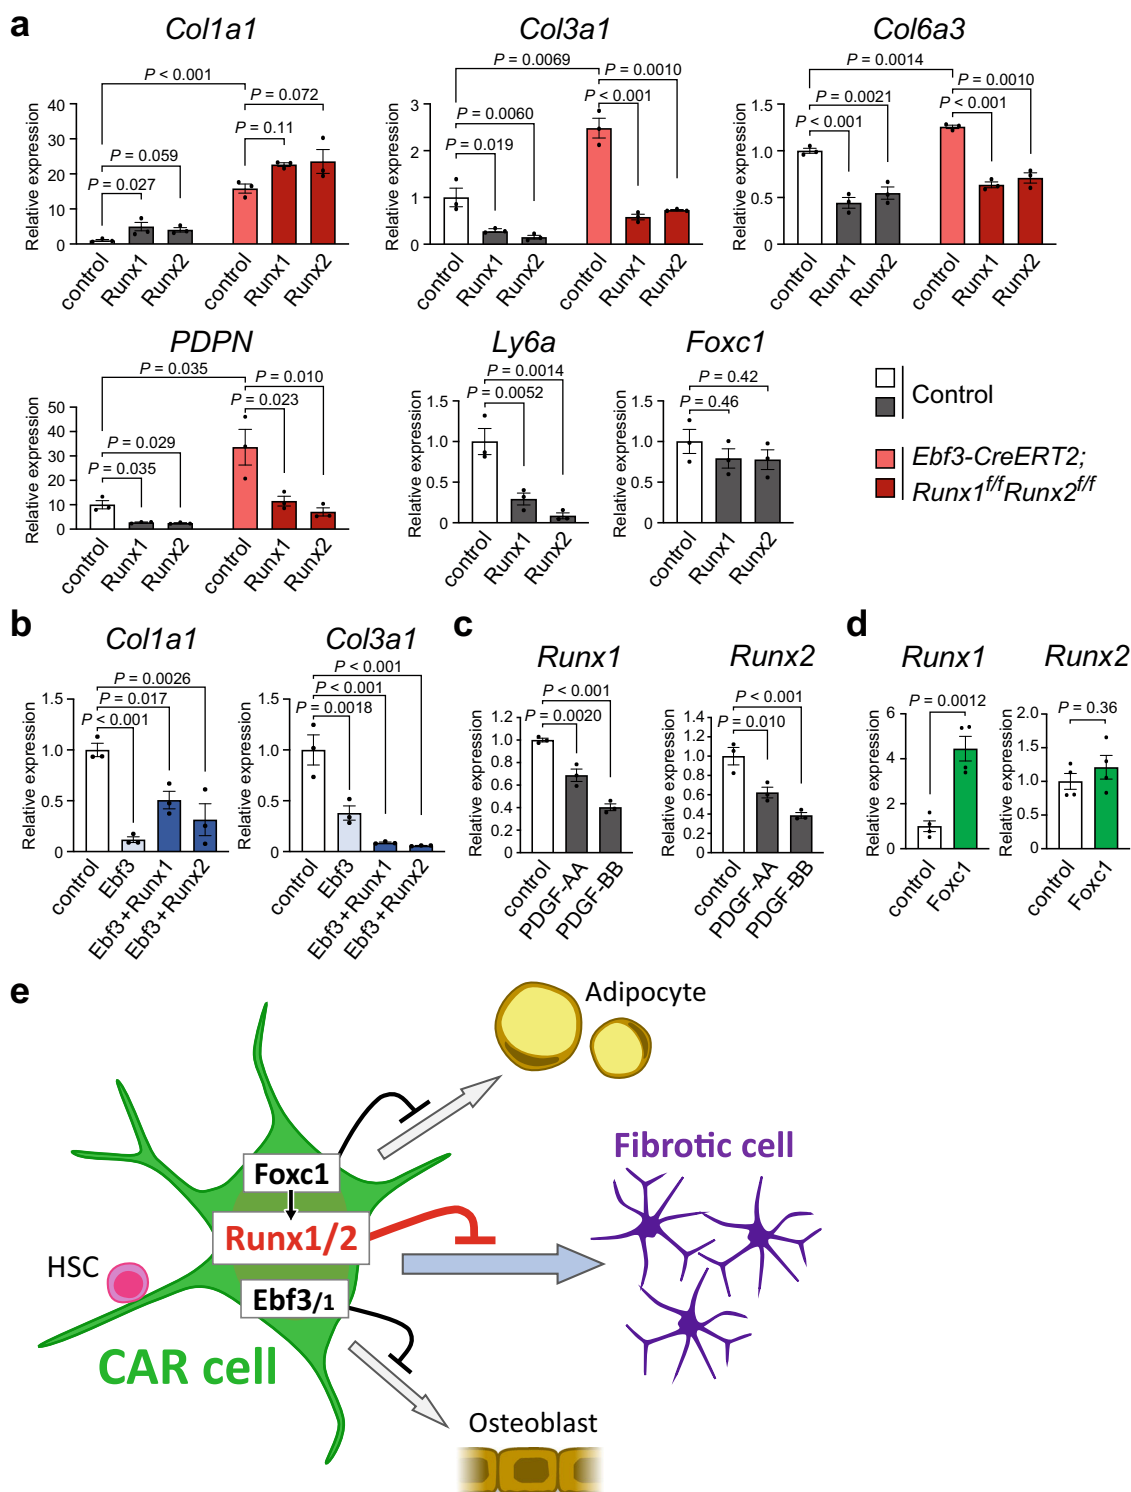 a
Col1a1
Col3a1
Col6a3
P < 0.001
P = 0.072
P = 0.11
P = 0.059
P = 0.027
Relative expression
40
30
20
10
0
control
Runx1
Runx2
control
Runx1
Runx2
P = 0.0069
P = 0.0010
P < 0.001
P = 0.0060
P = 0.019
Relative expression
3
2
1
0
control
Runx1
Runx2
control
Runx1
Runx2
P = 0.0014
P = 0.0010
P < 0.001
P = 0.0021
P < 0.001
Relative expression
1.5
1.0
0.5
0
control
Runx1
Runx2
control
Runx1
Runx2
PDPN
Ly6a
Foxc1
P = 0.035
P = 0.010
P = 0.023
P = 0.029
P = 0.035
Relative expression
50
40
30
20
10
0
control
Runx1
Runx2
control
Runx1
Runx2
P = 0.0014
P = 0.0052
Relative expression
1.5
1.0
0.5
0
control
Runx1
Runx2
P = 0.42
P = 0.46
Relative expression
1.5
1.0
0.5
0
control
Runx1
Runx2
Control
Ebf3-CreERT2;
Runx1f/fRunx2f/f
b
Col1a1
Col3a1
P = 0.0026
P = 0.017
P < 0.001
Relative expression
1.5
1.0
0.5
0
control
Ebf3
Ebf3+Runx1
Ebf3+Runx2
P < 0.001
P < 0.001
P = 0.0018
Relative expression
1.5
1.0
0.5
0
control
Ebf3
Ebf3+Runx1
Ebf3+Runx2
c
Runx1
Runx2
P < 0.001
P = 0.0020
Relative expression
1.2
1.0
0.8
0.6
0.4
0.2
0
control
PDGF-AA
PDGF-BB
P < 0.001
P = 0.010
Relative expression
1.4
1.2
1.0
0.8
0.6
0.4
0.2
0
control
PDGF-AA
PDGF-BB
d
Runx1
Runx2
P = 0.0012
Relative expression
6
4
2
0
control
Foxc1
P = 0.36
Relative expression
2.0
1.5
1.0
0.5
0
control
Foxc1
e
Adipocyte
Fibrotic cell
Foxc1
Runx1/2
HSC
Ebf3/1
CAR cell
Osteoblast